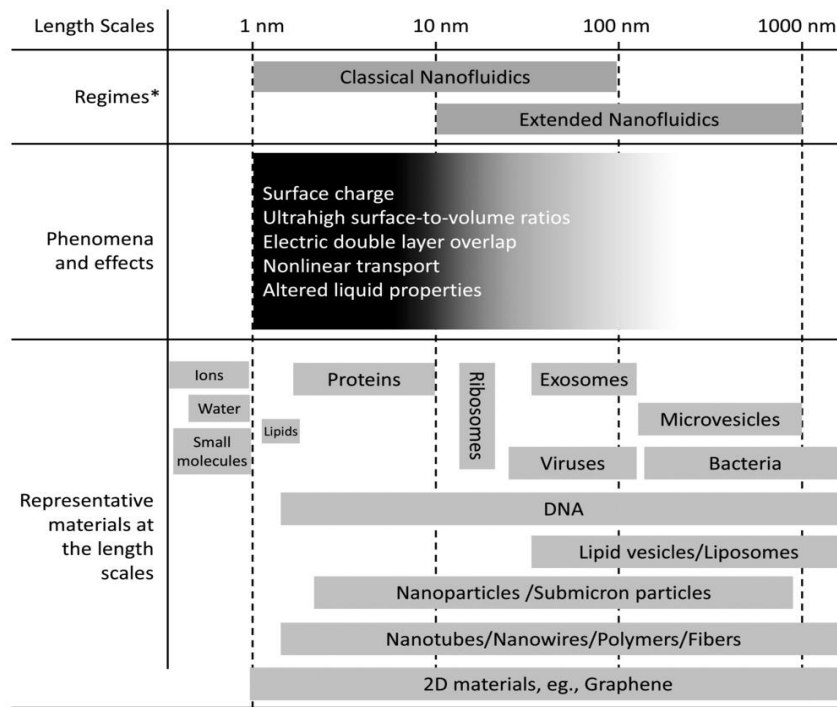 Length Scales
1 nm
10 nm
100 nm
1000 nm
Regimes*
Classical Nanofluidics
Extended Nanofluidics
Phenomena
and effects
Surface charge
Ultrahigh surface-to-volume ratios
Electric double layer overlap
Nonlinear transport
Altered liquid properties
Representative
materials at
the length
scales
Ions
Water
Small
molecules
Lipids
Proteins
Ribosomes
Exosomes
Microvesicles
Viruses
Bacteria
DNA
Lipid vesicles/Liposomes
Nanoparticles /Submicron particles
Nanotubes/Nanowires/Polymers/Fibers
2D materials, eg., Graphene